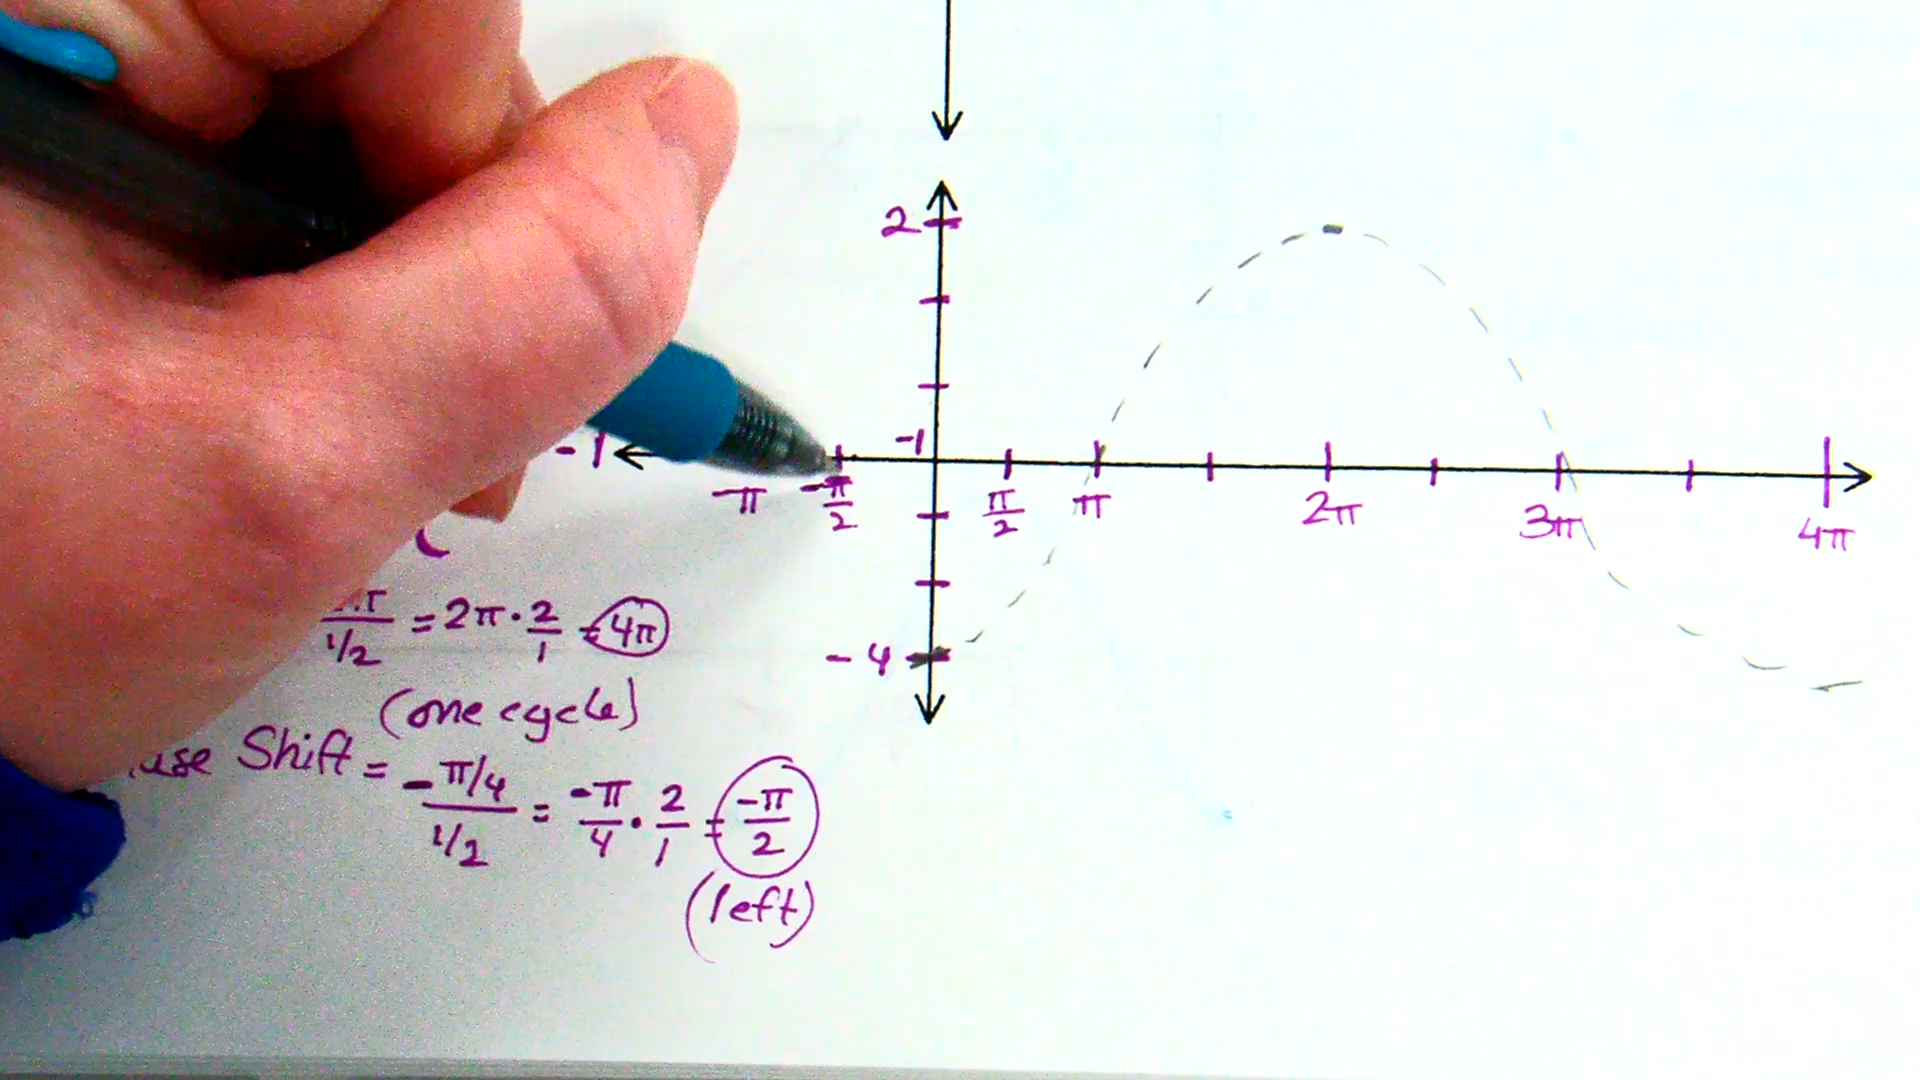 2
-1 -1
-π -π/2 π/2 π 2π 3π 4π
-4
/1/2 = 2π · 2/1 = 4π
(one cycle)
Shift = -π/4 / 1/2 = -π/4 · 2/1 = -π/2
(left)